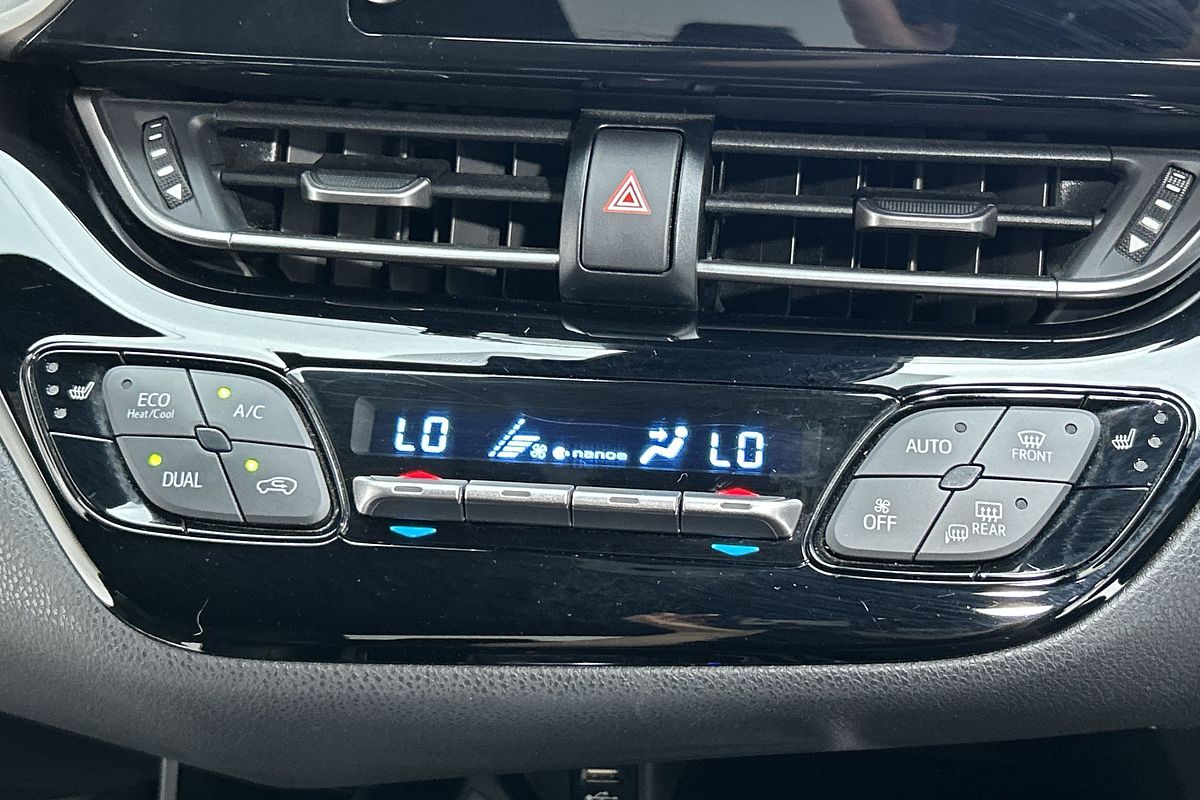 ECO
Heat/Cool
A/C
DUAL
LO
nanoe
LO
AUTO
FRONT
OFF
REAR